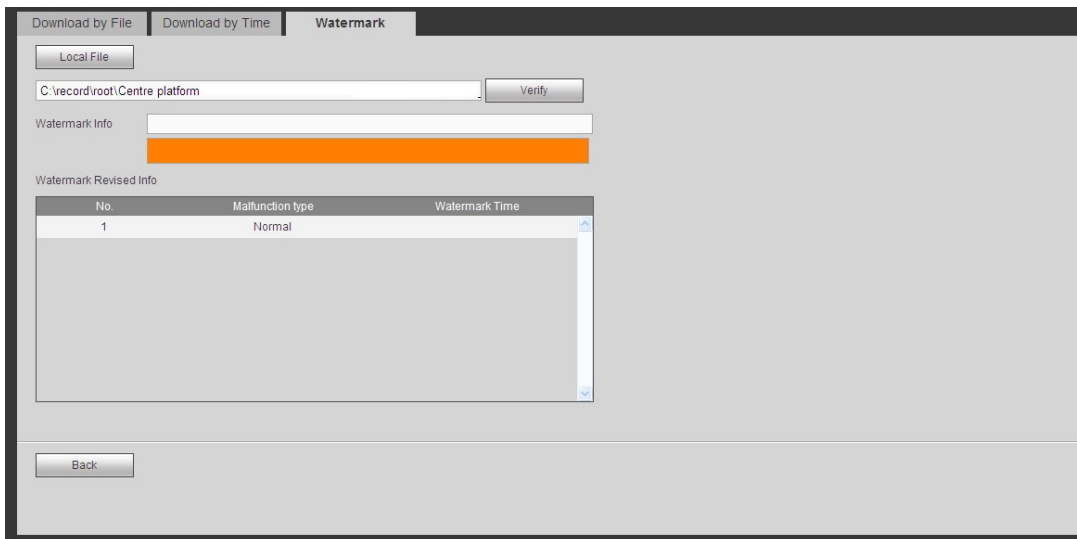 Download by File Download by Time Watermark
Local File
C:\record\root\Centre platform Verify
Watermark Info
Watermark Revised Info
No. Malfunction type Watermark Time
1 Normal
Back